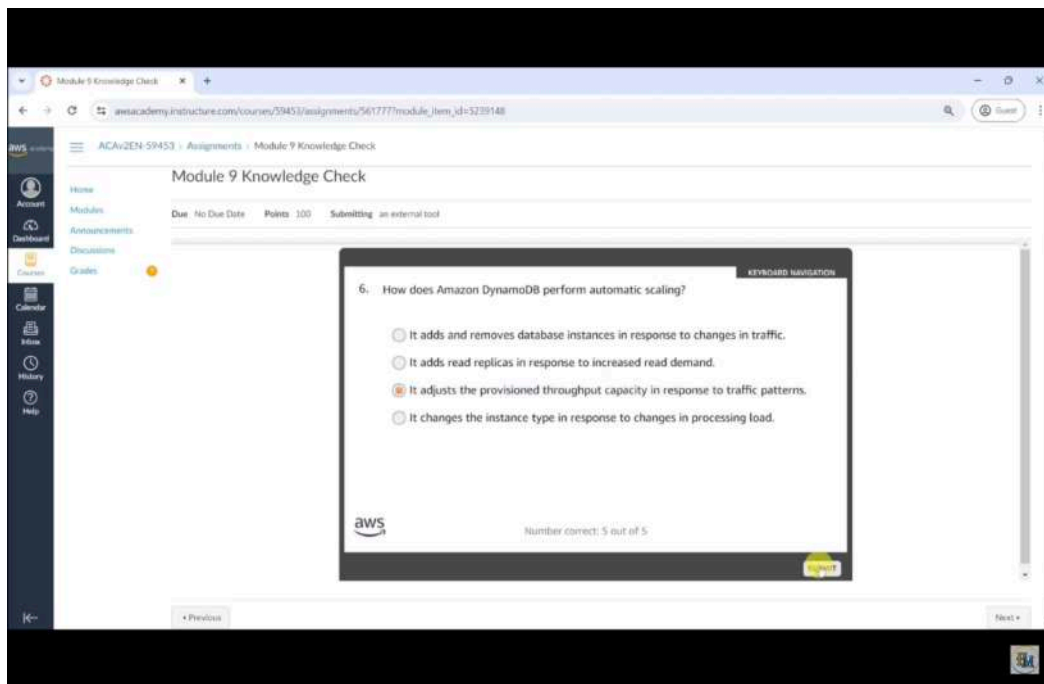 Module 9 Knowledge Check
awsacademy.instructure.com/courses/59453/assignments/561777?module_item_id=5239148
Guest
aws academy
ACAv2EN-59453 › Assignments › Module 9 Knowledge Check
Account
Dashboard
Courses
Calendar
Inbox
History
Help
Home
Modules
Announcements
Discussions
Grades
Module 9 Knowledge Check
Due No Due Date Points 100 Submitting an external tool
KEYBOARD NAVIGATION
6. How does Amazon DynamoDB perform automatic scaling?
It adds and removes database instances in response to changes in traffic.
It adds read replicas in response to increased read demand.
It adjusts the provisioned throughput capacity in response to traffic patterns.
It changes the instance type in response to changes in processing load.
aws
Number correct: 5 out of 5
SUBMIT
Previous
Next